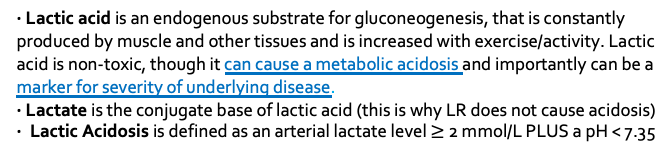 · Lactic acid is an endogenous substrate for gluconeogenesis, that is constantly
produced by muscle and other tissues and is increased with exercise/activity. Lactic
acid is non-toxic, though it can cause a metabolic acidosis and importantly can be a
marker for severity of underlying disease.
· Lactate is the conjugate base of lactic acid (this is why LR does not cause acidosis)
· Lactic Acidosis is defined as an arterial lactate level ≥ 2 mmol/L PLUS a pH < 7.35